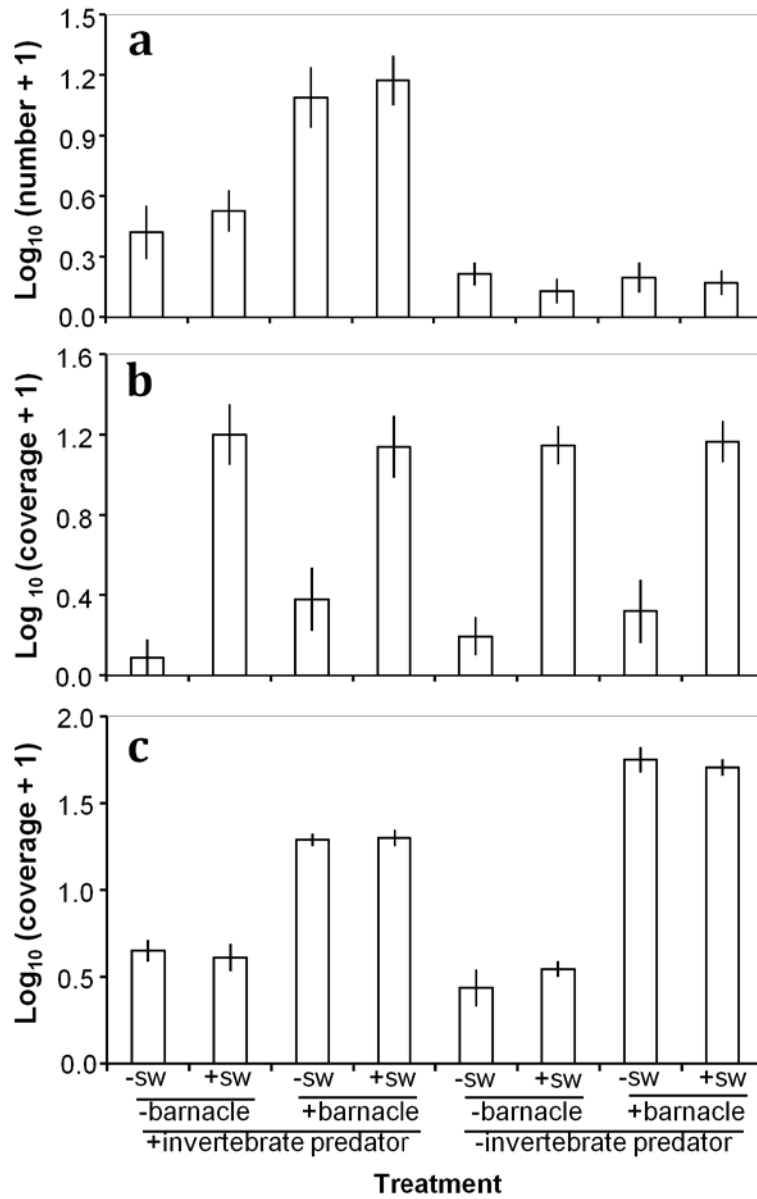 a
Log₁₀ (number + 1)
1.5
1.2
0.9
0.6
0.3
0.0
b
Log ₁₀ (coverage + 1)
1.6
1.2
0.8
0.4
0.0
c
Log₁₀ (coverage + 1)
2.0
1.5
1.0
0.5
0.0
-sw +sw -sw +sw -sw +sw -sw +sw
-barnacle +barnacle -barnacle +barnacle
+invertebrate predator -invertebrate predator
Treatment